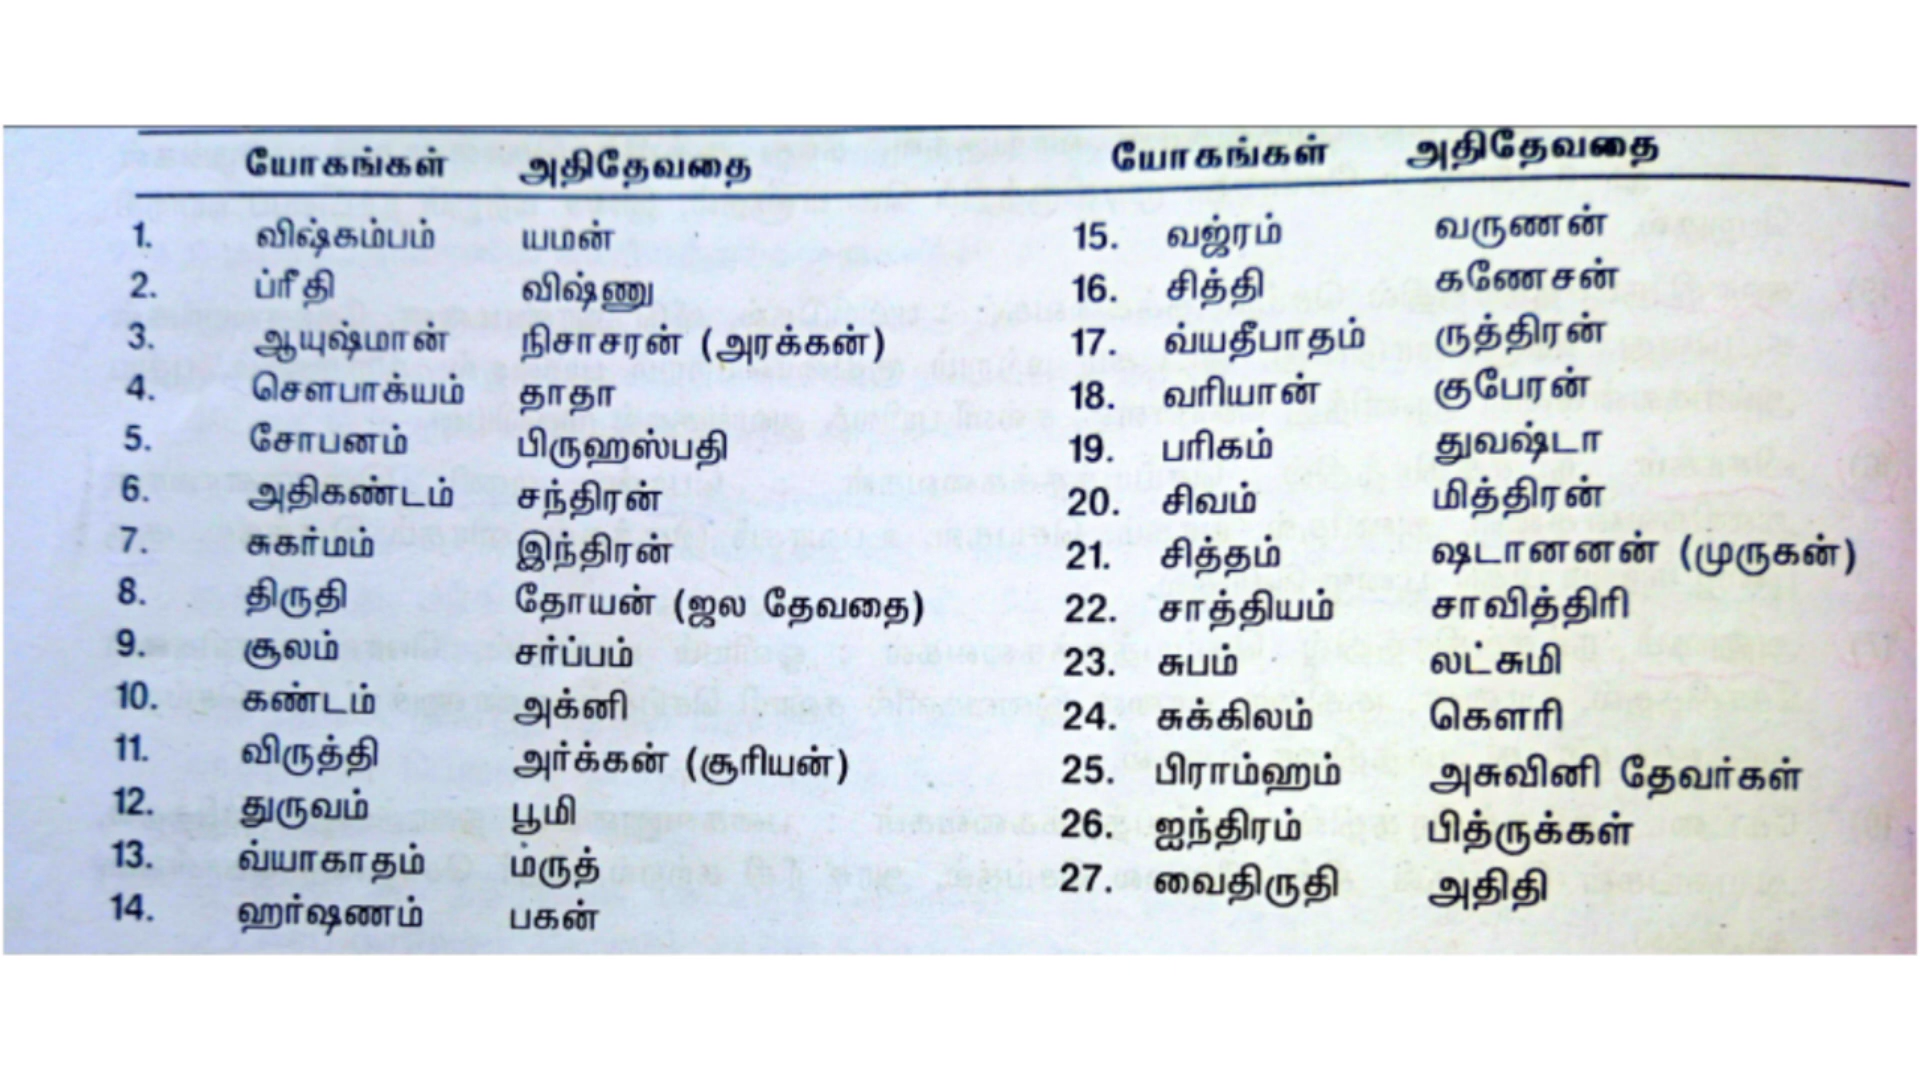 யோகங்கள் அதிதேவதை
1. விஷ்கம்பம் யமன்
2. ப்ரீதி விஷ்ணு
3. ஆயுஷ்மான் நிசாசரன் (அரக்கன்)
4. சௌபாக்யம் தாதா
5. சோபனம் பிருஹஸ்பதி
6. அதிகண்டம் சந்திரன்
7. சுகர்மம் இந்திரன்
8. திருதி தோயன் (ஜல தேவதை)
9. சூலம் சர்ப்பம்
10. கண்டம் அக்னி
11. விருத்தி அர்க்கன் (சூரியன்)
12. துருவம் பூமி
13. வ்யாகாதம் ம்ருத்
14. ஹர்ஷணம் பகன்
யோகங்கள் அதிதேவதை
15. வஜ்ரம் வருணன்
16. சித்தி கணேசன்
17. வ்யதீபாதம் ருத்திரன்
18. வரியான் குபேரன்
19. பரிகம் துவஷ்டா
20. சிவம் மித்திரன்
21. சித்தம் ஷடானனன் (முருகன்)
22. சாத்தியம் சாவித்திரி
23. சுபம் லட்சுமி
24. சுக்கிலம் கௌரி
25. பிராம்ஹம் அசுவினி தேவர்கள்
26. ஐந்திரம் பித்ருக்கள்
27. வைதிருதி அதிதி